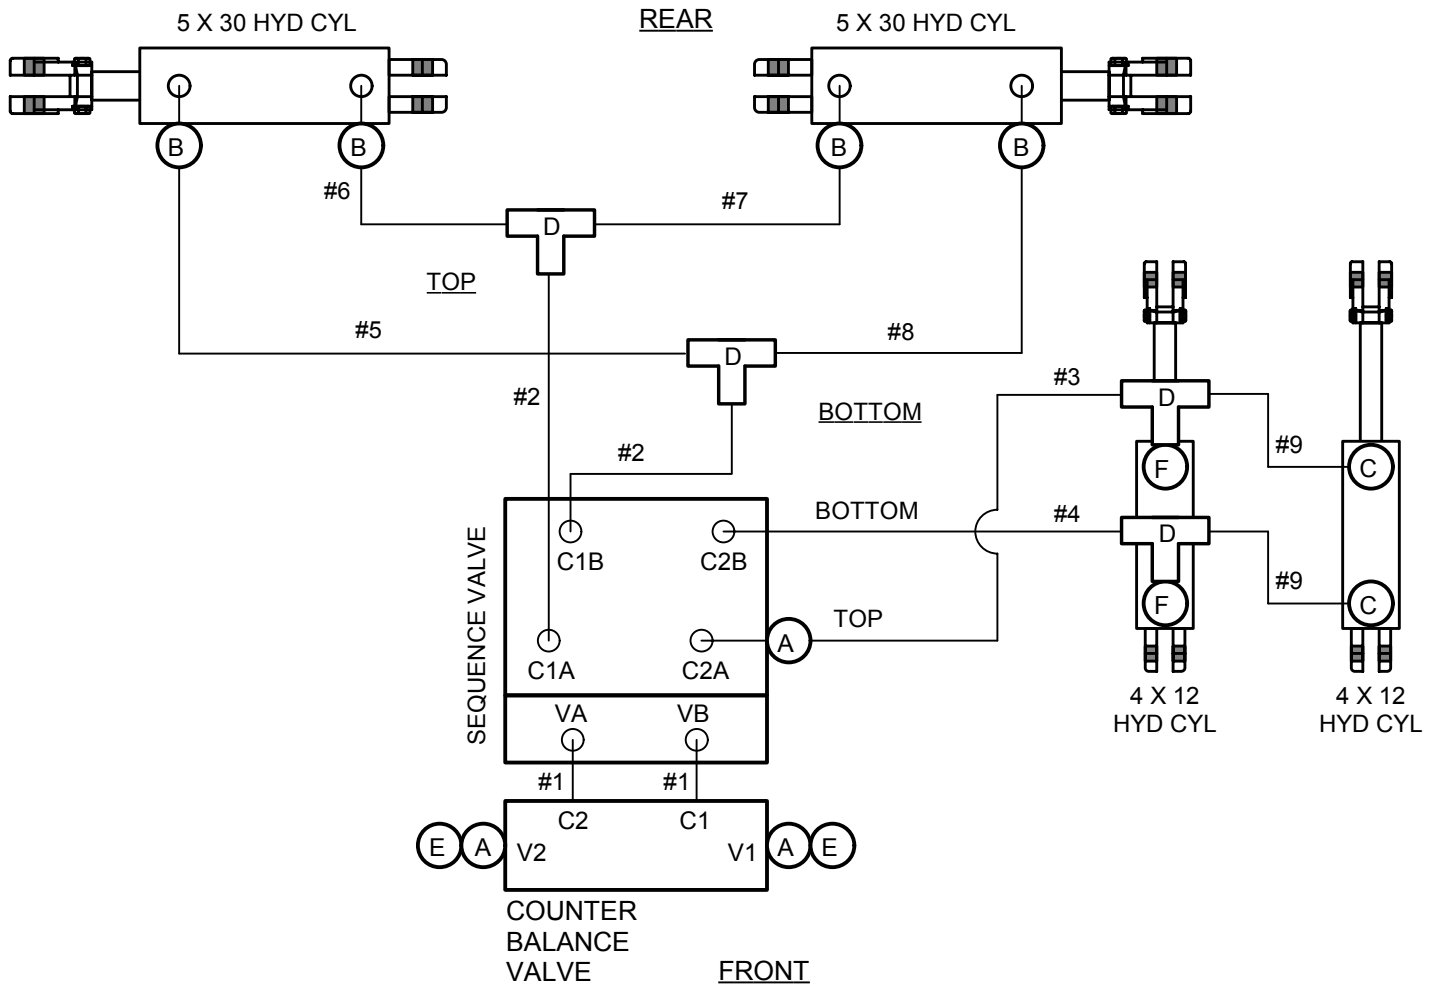 5 X 30 HYD CYL
REAR
5 X 30 HYD CYL
B
B
B
B
#6
#7
D
TOP
#5
#8
D
#2
#3
BOTTOM
D
#2
#9
F
C
BOTTOM
#4
D
C1B
C2B
#9
SEQUENCE VALVE
F
C
TOP
A
C1A
C2A
4 X 12
HYD CYL
4 X 12
HYD CYL
VA
VB
#1
#1
C2
C1
E
A
V2
V1
A
E
COUNTER
BALANCE
VALVE
FRONT